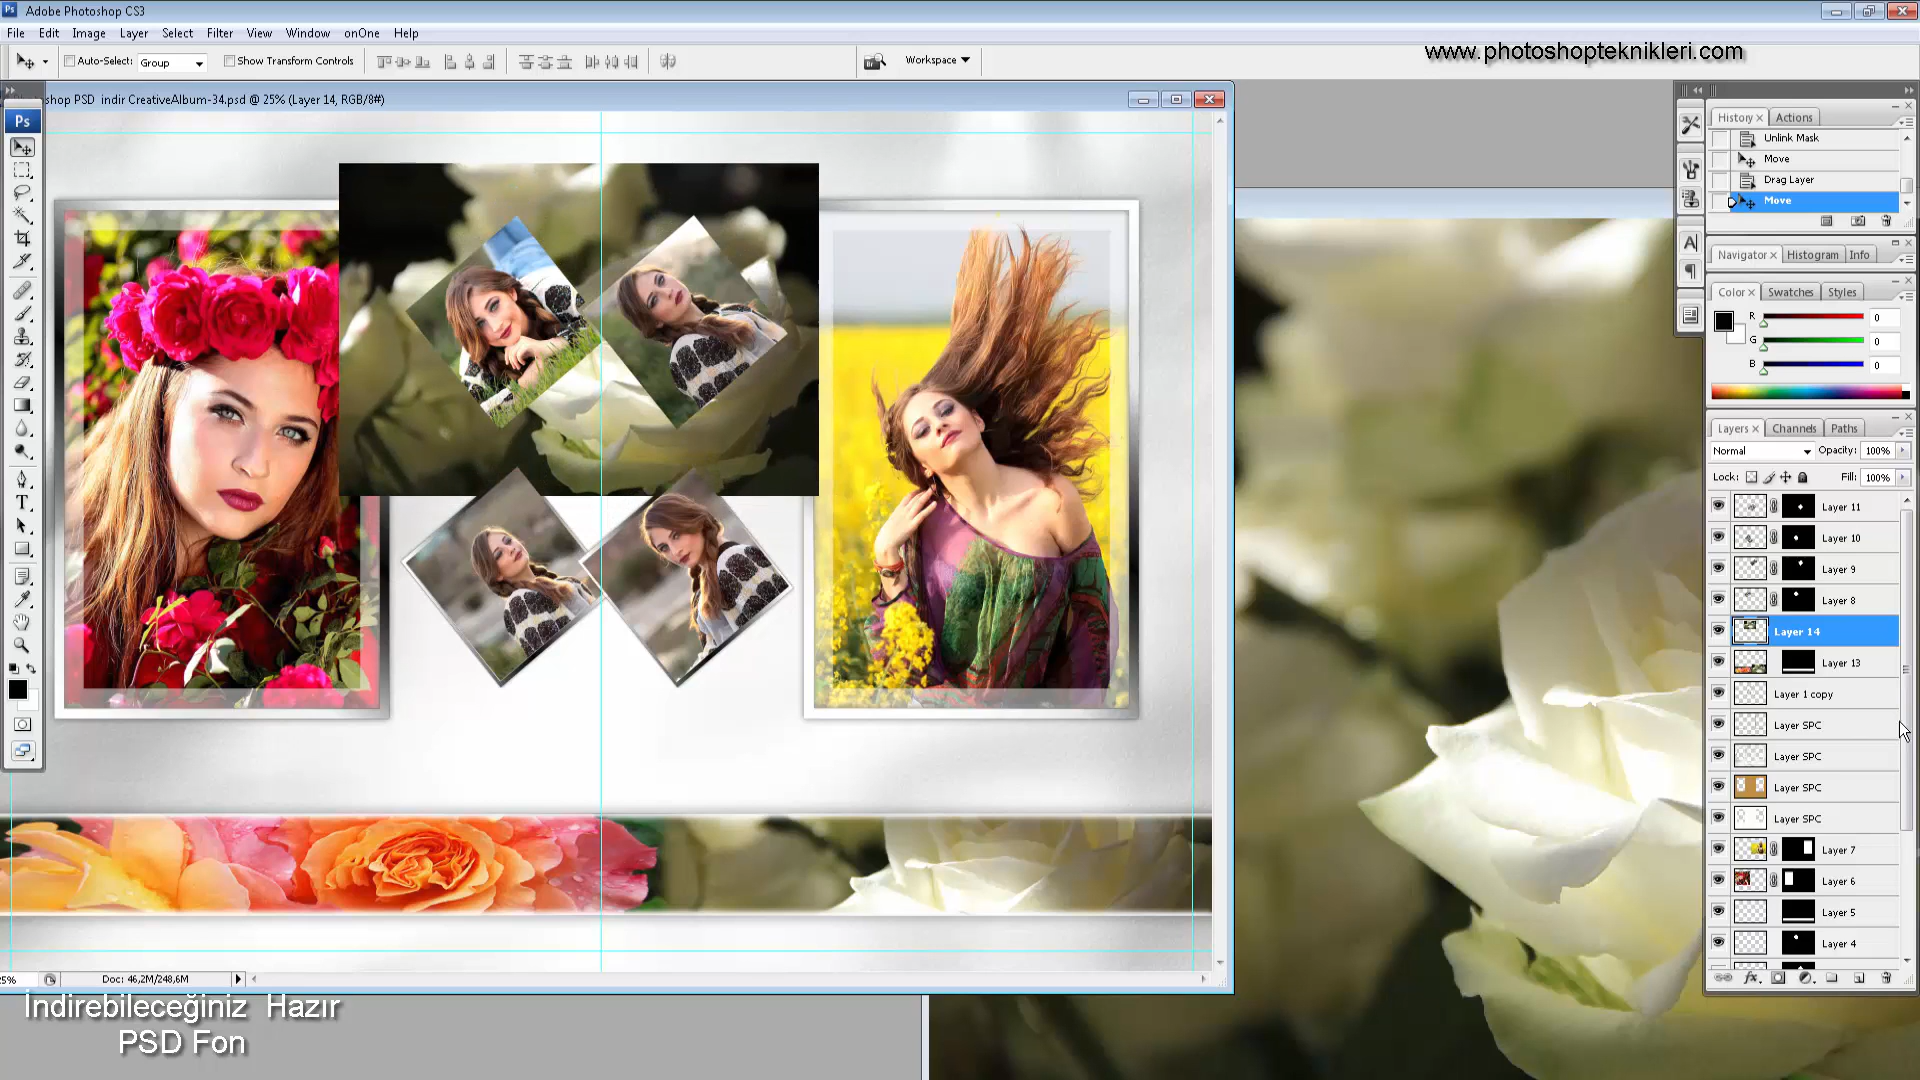 Adobe Photoshop CS3
File Edit Image Layer Select Filter View Window onOne Help
Auto-Select: Group Show Transform Controls Workspace
www.photoshopteknikleri.com
shop PSD indir CreativeAlbum-34.psd @ 25% (Layer 14, RGB/8#)
Ps
History Actions
Unlink Mask
Move
Drag Layer
Move
Navigator Histogram Info
Color Swatches Styles
R 0
G 0
B 0
Layers Channels Paths
Normal Opacity: 100%
Lock: Fill: 100%
Layer 11
Layer 10
Layer 9
Layer 8
Layer 14
Layer 13
Layer 1 copy
Layer SPC
Layer SPC
Layer SPC
Layer SPC
Layer 7
Layer 6
Layer 5
Layer 4
25% Doc: 46,2M/248,6M
İndirebileceğiniz Hazır
PSD Fon